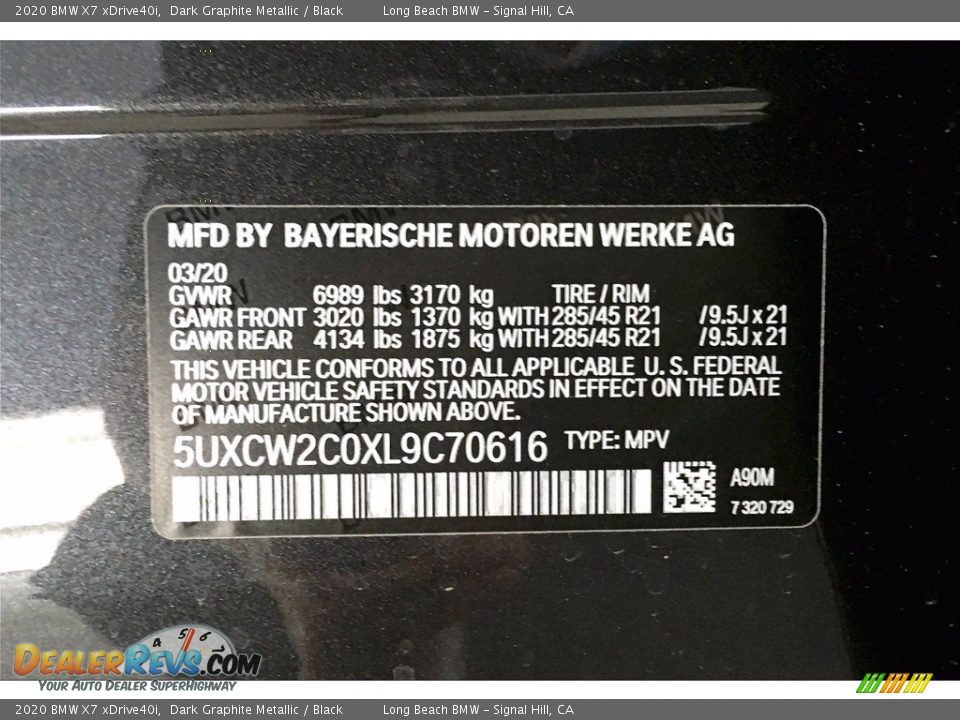 2020 BMW X7 xDrive40i, Dark Graphite Metallic / Black Long Beach BMW - Signal Hill, CA
MFD BY BAYERISCHE MOTOREN WERKE AG
03/20
GVWR 6989 lbs 3170 kg TIRE / RIM
GAWR FRONT 3020 lbs 1370 kg WITH 285/45 R21 /9.5J x 21
GAWR REAR 4134 lbs 1875 kg WITH 285/45 R21 /9.5J x 21
THIS VEHICLE CONFORMS TO ALL APPLICABLE U. S. FEDERAL
MOTOR VEHICLE SAFETY STANDARDS IN EFFECT ON THE DATE
OF MANUFACTURE SHOWN ABOVE.
5UXCW2C0XL9C70616 TYPE: MPV
A90M
7 320 729
4 5 6
DEALERREVS.COM
YOUR AUTO DEALER SUPERHIGHWAY
2020 BMW X7 xDrive40i, Dark Graphite Metallic / Black Long Beach BMW - Signal Hill, CA